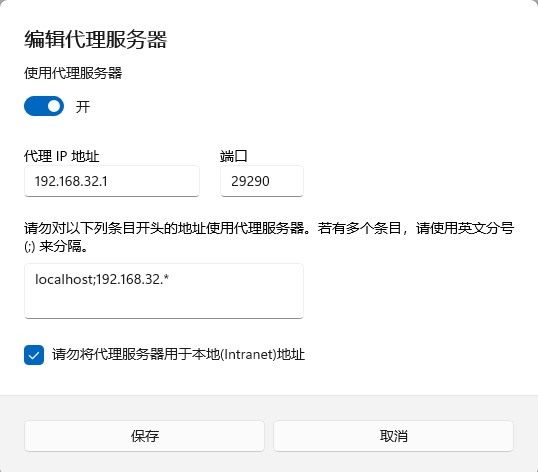 编辑代理服务器
使用代理服务器
开
代理 IP 地址
端口
192.168.32.1
29290
请勿对以下列条目开头的地址使用代理服务器。若有多个条目，请使用英文分号
(;) 来分隔。
localhost;192.168.32.*
请勿将代理服务器用于本地(Intranet)地址
保存
取消